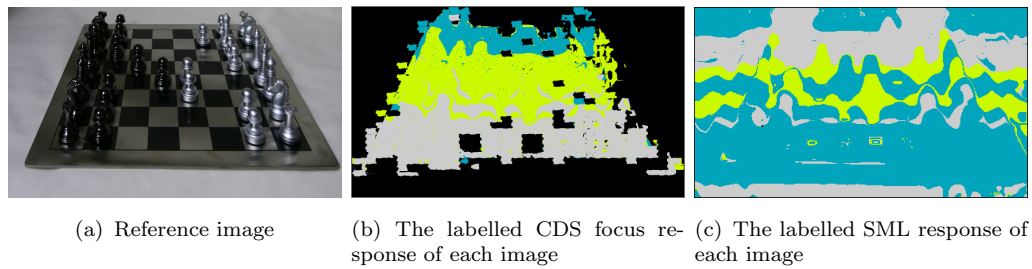 (a) Reference image
(b) The labelled CDS focus re-
sponse of each image
(c) The labelled SML response of
each image